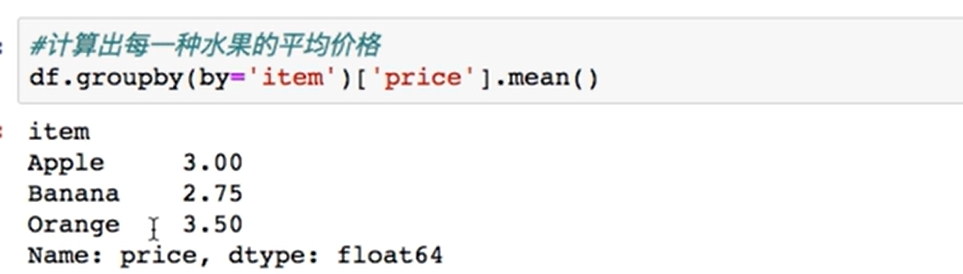 #计算出每一种水果的平均价格
df.groupby(by='item')['price'].mean()
item
Apple     3.00
Banana    2.75
Orange    3.50
Name: price, dtype: float64